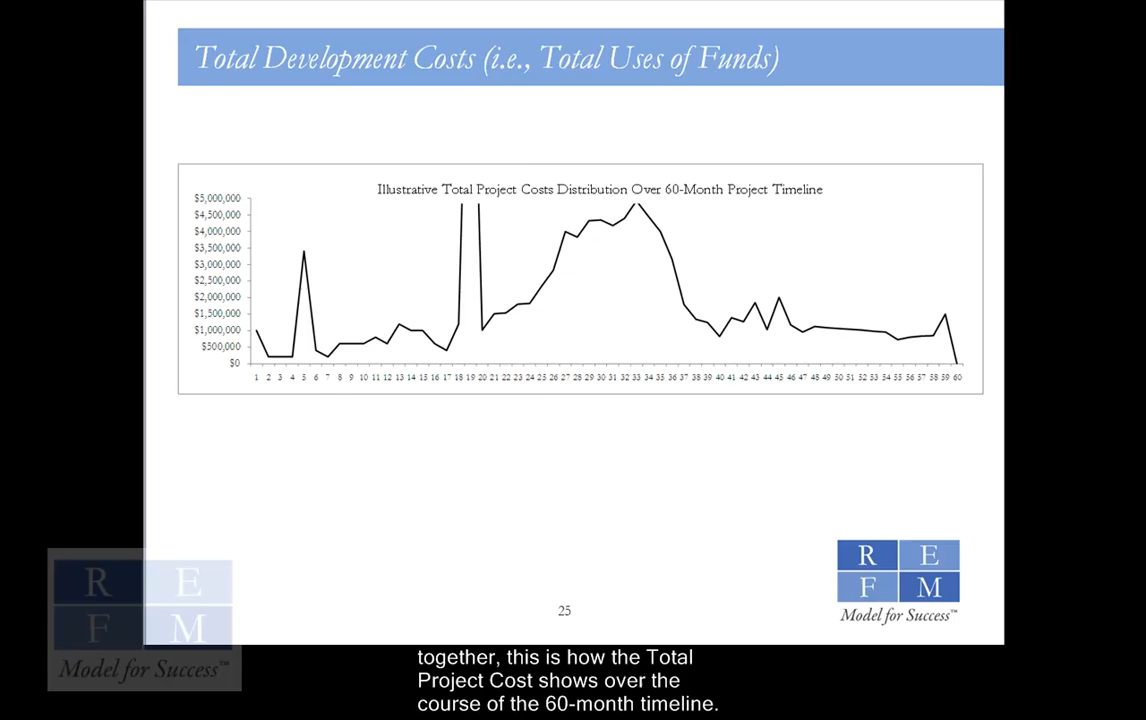 Total Development Costs (i.e., Total Uses of Funds)
Illustrative Total Project Costs Distribution Over 60-Month Project Timeline
$5,000,000
$4,500,000
$4,000,000
$3,500,000
$3,000,000
$2,500,000
$2,000,000
$1,500,000
$1,000,000
$500,000
$0
1 2 3 4 5 6 7 8 9 10 11 12 13 14 15 16 17 18 19 20 21 22 23 24 25 26 27 28 29 30 31 32 33 34 35 36 37 38 39 40 41 42 43 44 45 46 47 48 49 50 51 52 53 54 55 56 57 58 59 60
R E
F M
Model for Success™
25
R E
F M
Model for Success™
together, this is how the Total
Project Cost shows over the
course of the 60-month timeline.